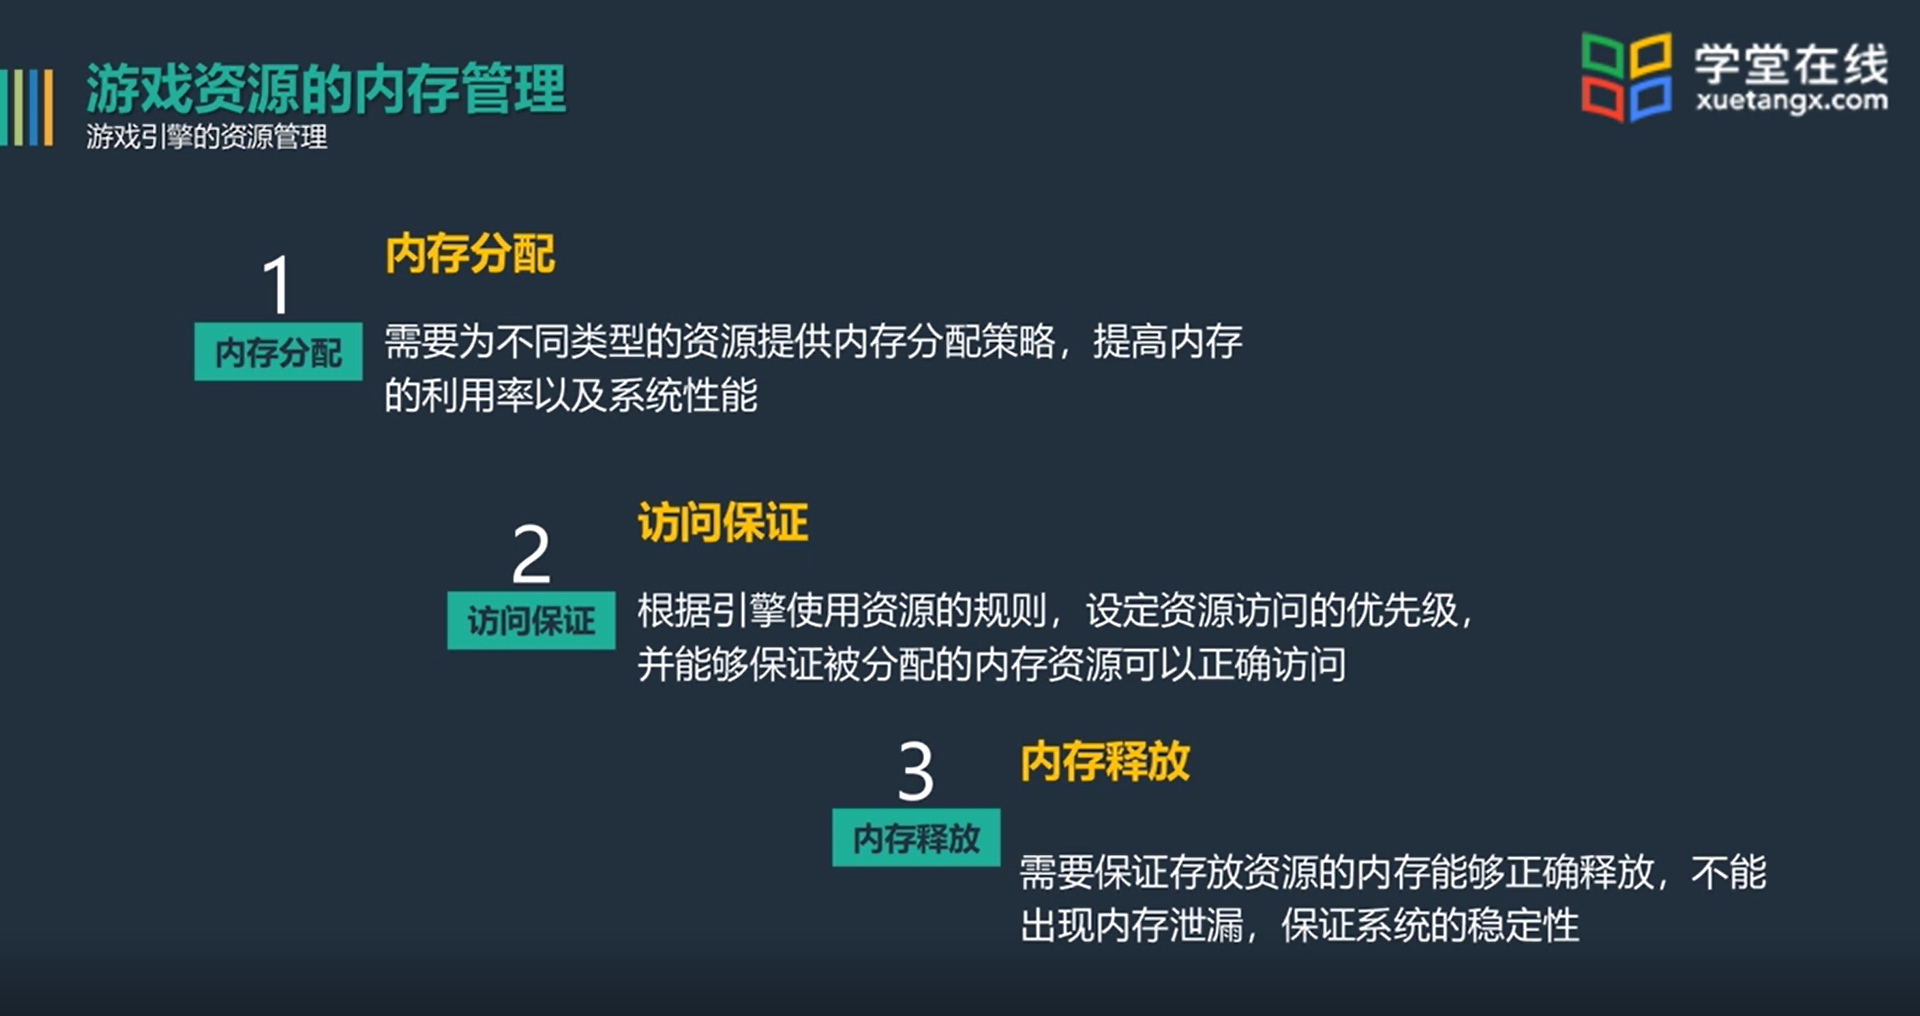 游戏资源的内存管理
游戏引擎的资源管理
学堂在线
xuetangx.com
1
内存分配
内存分配
需要为不同类型的资源提供内存分配策略，提高内存
的利用率以及系统性能
2
访问保证
访问保证
根据引擎使用资源的规则，设定资源访问的优先级，
并能够保证被分配的内存资源可以正确访问
3
内存释放
内存释放
需要保证存放资源的内存能够正确释放，不能
出现内存泄漏，保证系统的稳定性